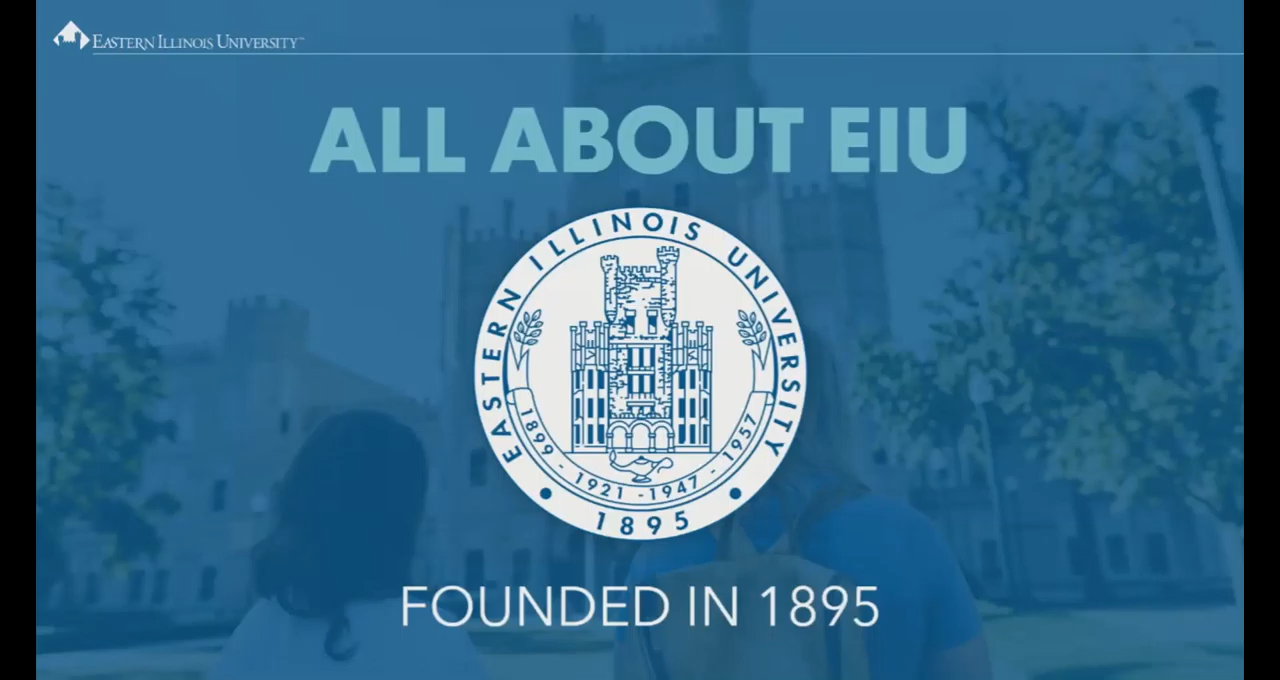 EASTERN ILLINOIS UNIVERSITY™
ALL ABOUT EIU
EASTERN ILLINOIS UNIVERSITY
1899 - 1921 - 1947 - 1957
• 1895 •
FOUNDED IN 1895